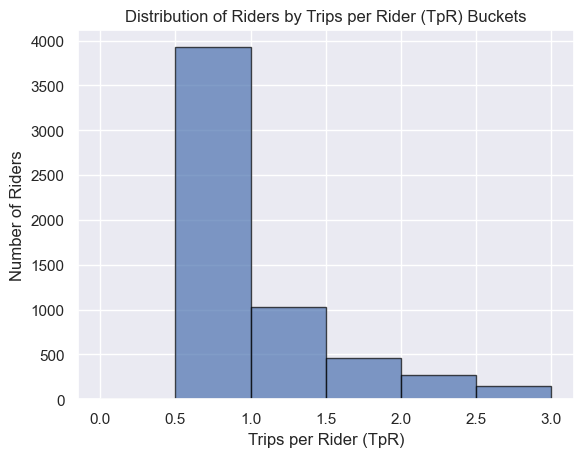 Distribution of Riders by Trips per Rider (TpR) Buckets
Number of Riders
4000
3500
3000
2500
2000
1500
1000
500
0
0.0 0.5 1.0 1.5 2.0 2.5 3.0
Trips per Rider (TpR)